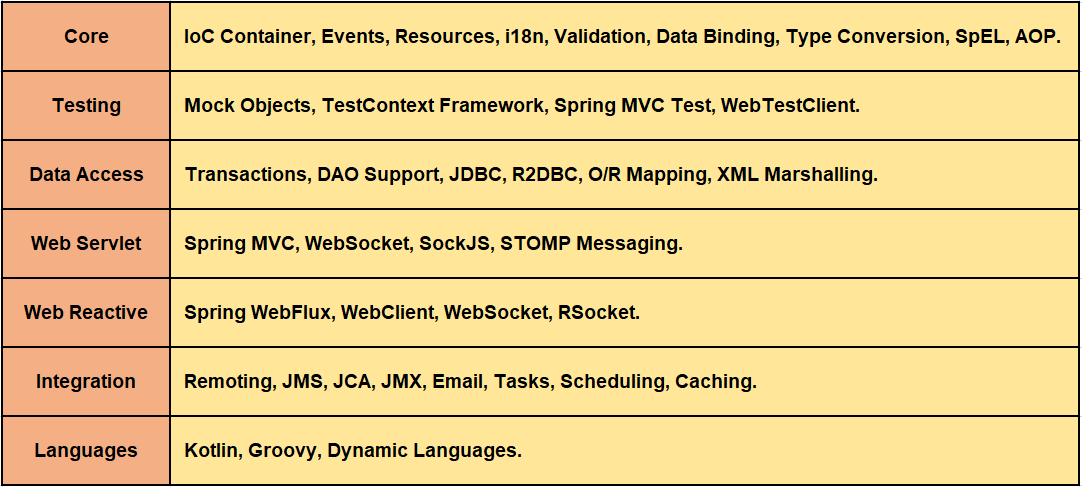 Core IoC Container, Events, Resources, i18n, Validation, Data Binding, Type Conversion, SpEL, AOP.
Testing Mock Objects, TestContext Framework, Spring MVC Test, WebTestClient.
Data Access Transactions, DAO Support, JDBC, R2DBC, O/R Mapping, XML Marshalling.
Web Servlet Spring MVC, WebSocket, SockJS, STOMP Messaging.
Web Reactive Spring WebFlux, WebClient, WebSocket, RSocket.
Integration Remoting, JMS, JCA, JMX, Email, Tasks, Scheduling, Caching.
Languages Kotlin, Groovy, Dynamic Languages.